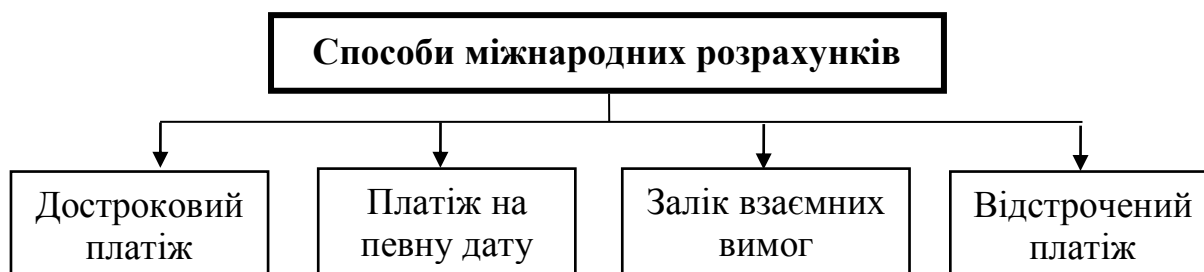 Способи міжнародних розрахунків
Достроковий
платіж
Платіж на
певну дату
Залік взаємних
вимог
Відстрочений
платіж